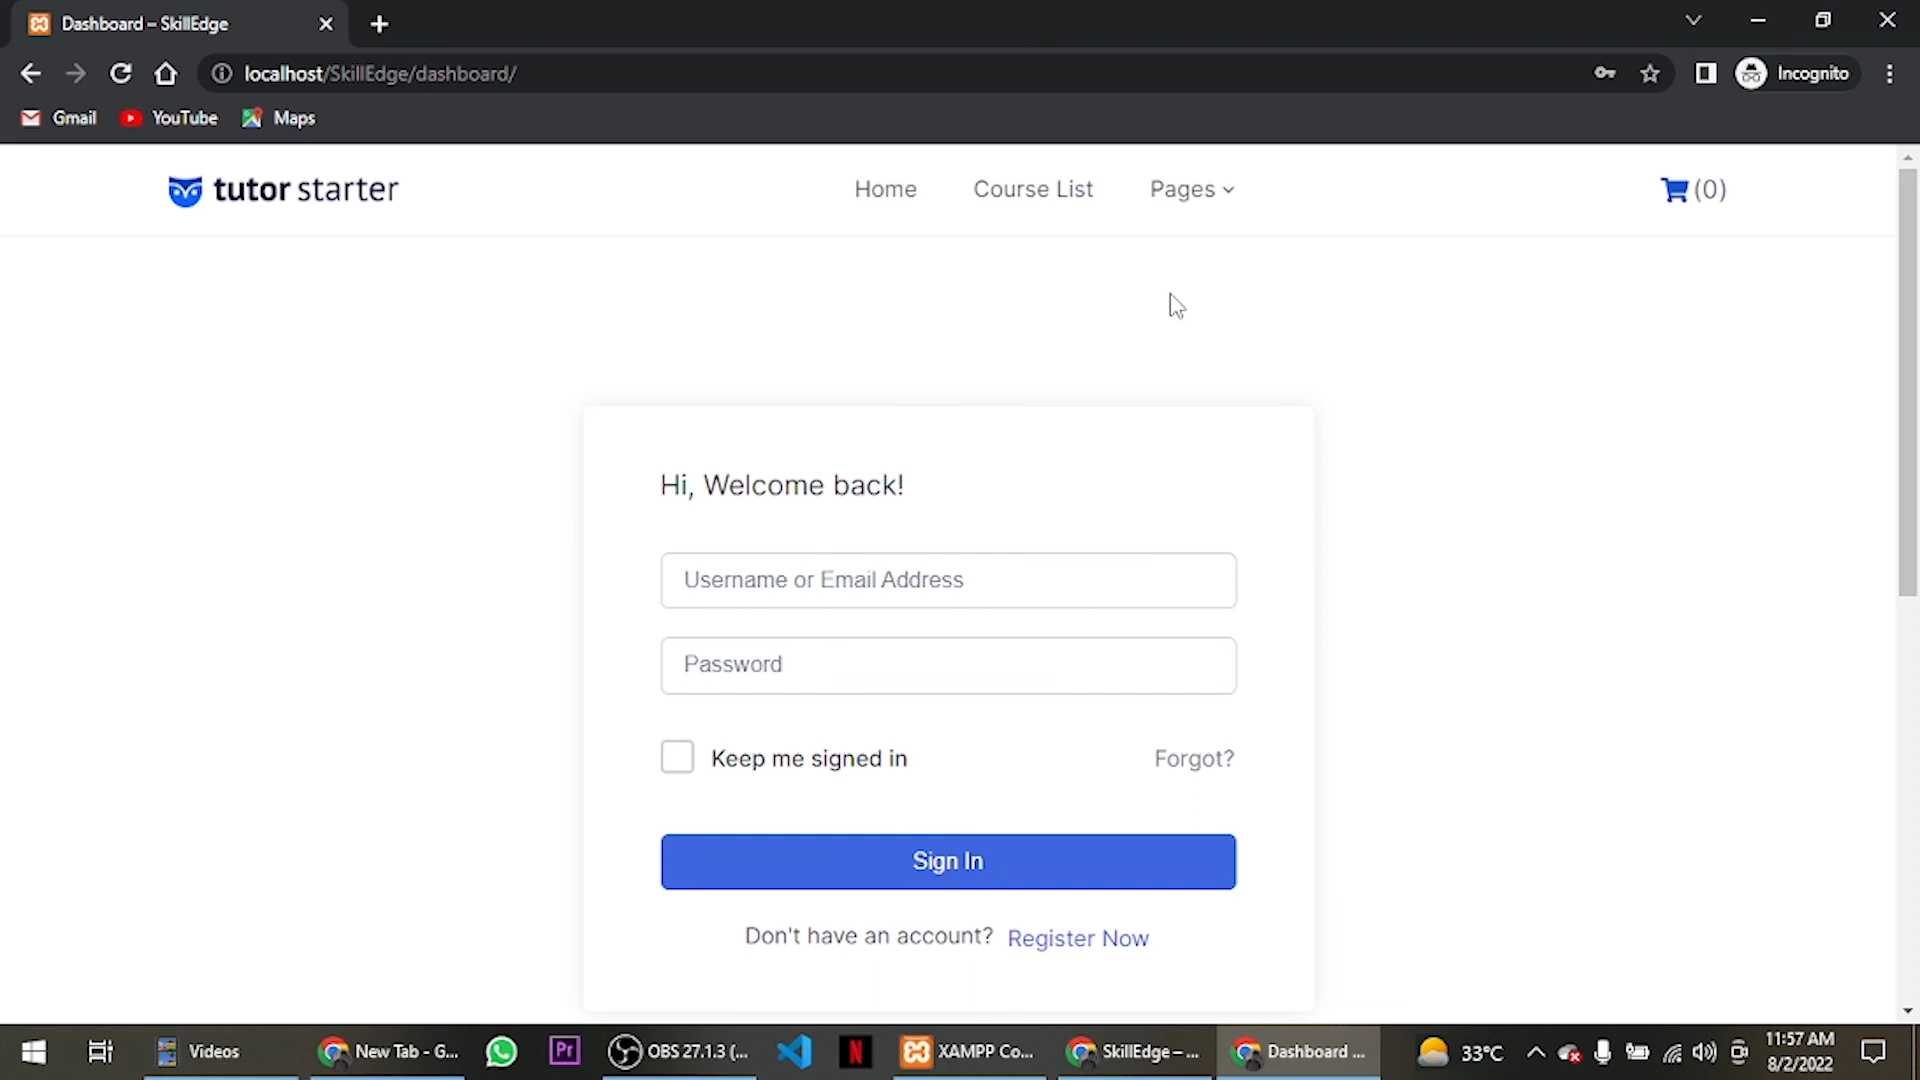 Dashboard – SkillEdge
localhost/SkillEdge/dashboard/
Incognito
Gmail YouTube Maps
tutor starter Home Course List Pages (0)
Hi, Welcome back!
Username or Email Address
Password
Keep me signed in Forgot?
Sign In
Don't have an account? Register Now
Videos New Tab - G... Pr OBS 27.1.3 (... N XAMPP Co... SkillEdge – ... Dashboard ... 33°C 11:57 AM
8/2/2022